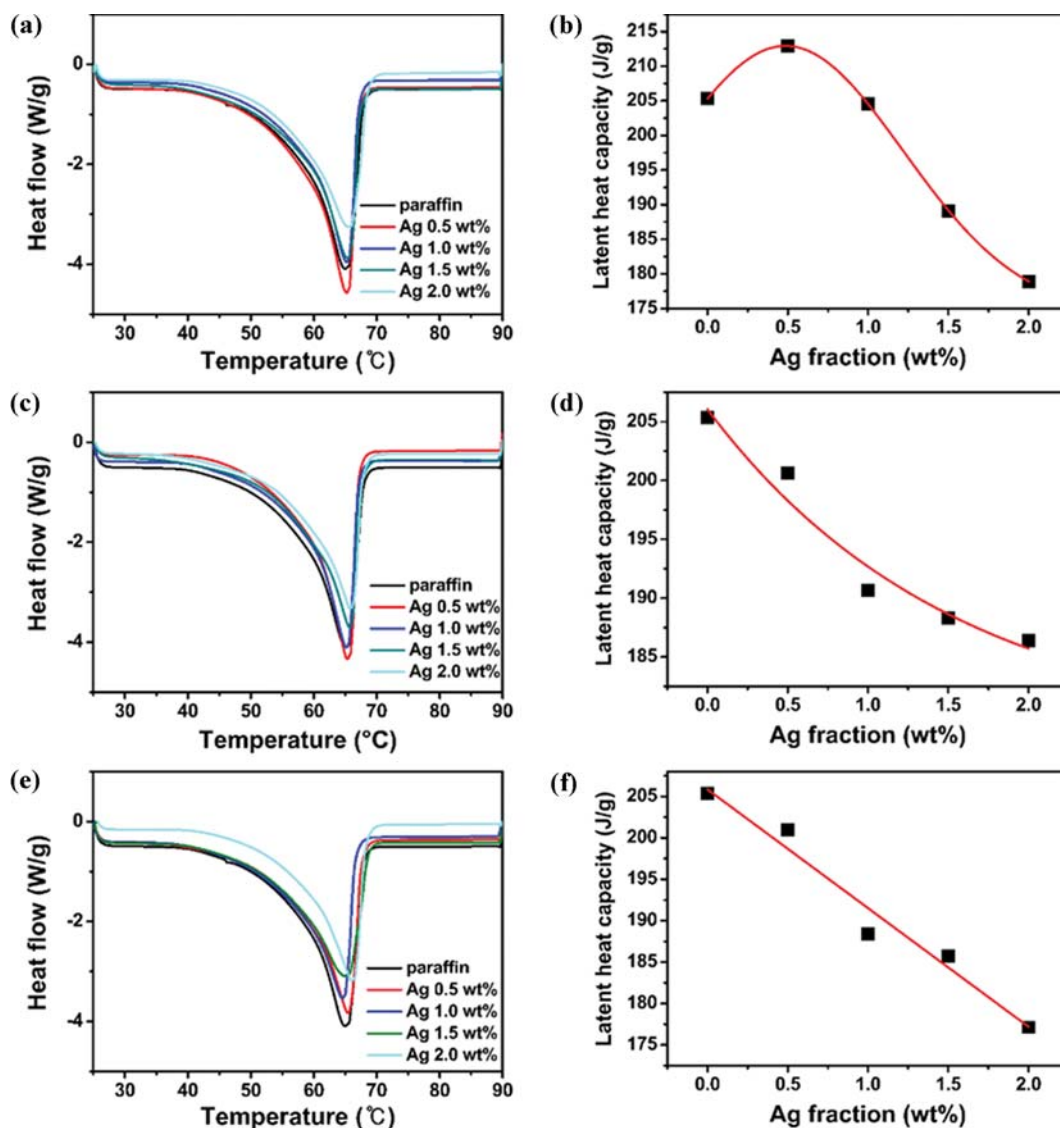 (a)
Heat flow (W/g)
0
-2
-4
paraffin
Ag 0.5 wt%
Ag 1.0 wt%
Ag 1.5 wt%
Ag 2.0 wt%
30 40 50 60 70 80 90
Temperature (℃)
(b)
Latent heat capacity (J/g)
215
210
205
200
195
190
185
180
175
0.0 0.5 1.0 1.5 2.0
Ag fraction (wt%)
(c)
Heat flow (W/g)
0
-2
-4
paraffin
Ag 0.5 wt%
Ag 1.0 wt%
Ag 1.5 wt%
Ag 2.0 wt%
30 40 50 60 70 80 90
Temperature (°C)
(d)
Latent heat capacity (J/g)
205
200
195
190
185
0.0 0.5 1.0 1.5 2.0
Ag fraction (wt%)
(e)
Heat flow (W/g)
0
-2
-4
paraffin
Ag 0.5 wt%
Ag 1.0 wt%
Ag 1.5 wt%
Ag 2.0 wt%
30 40 50 60 70 80 90
Temperature (℃)
(f)
Latent heat capacity (J/g)
205
200
195
190
185
180
175
0.0 0.5 1.0 1.5 2.0
Ag fraction (wt%)